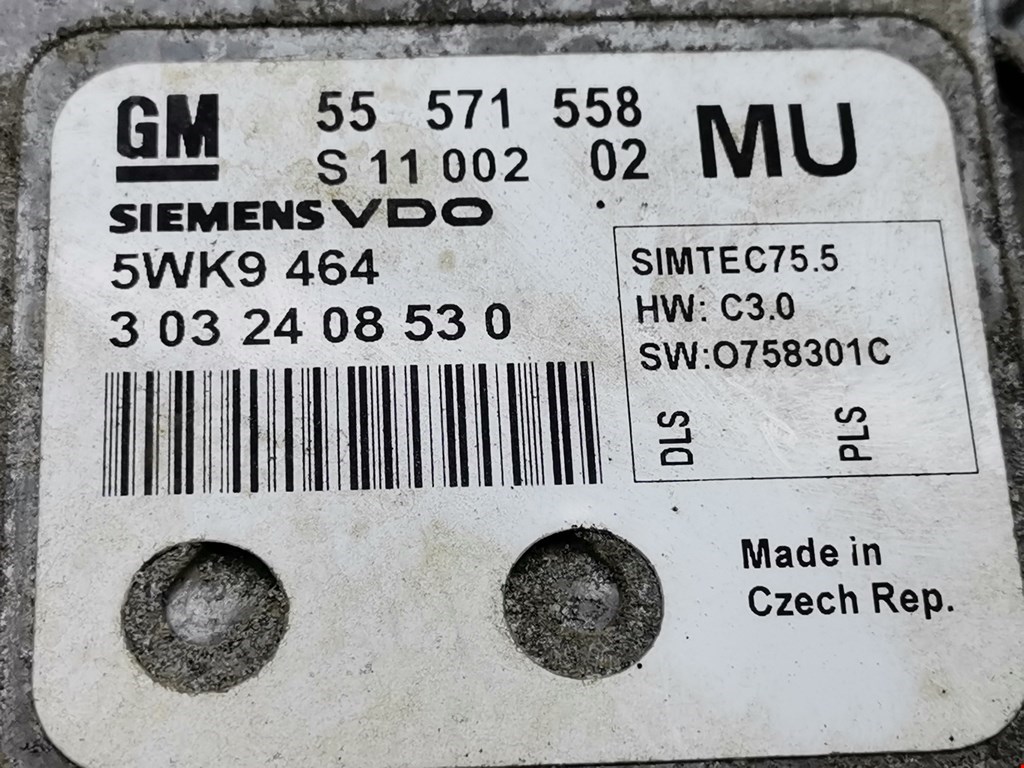 GM 55 571 558 MU
S 11 002 02
SIEMENS VDO
5WK9 464
3 03 24 08 53 0
SIMTEC75.5
HW: C3.0
SW:O758301C
DLS PLS
Made in
Czech Rep.